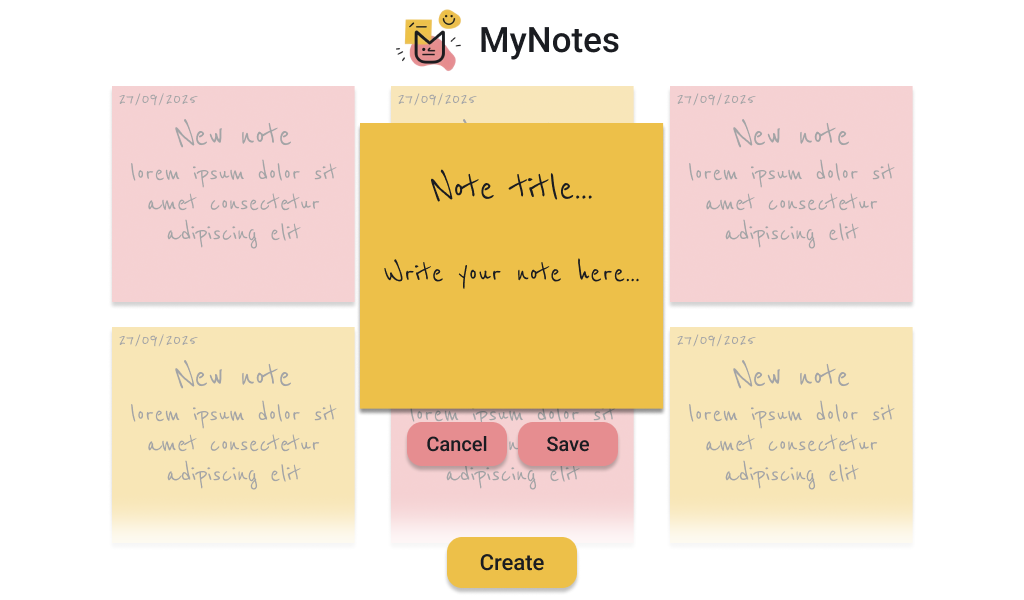 MyNotes
27/09/2025
New note
lorem ipsum dolor sit
amet consectetur
adipiscing elit
27/09/2025
27/09/2025
New note
lorem ipsum dolor sit
amet consectetur
adipiscing elit
Note title...
Write your note here...
27/09/2025
New note
lorem ipsum dolor sit
amet consectetur
adipiscing elit
lorem ipsum dolor sit
Cancel
Save
adipiscing elit
27/09/2025
New note
lorem ipsum dolor sit
amet consectetur
adipiscing elit
Create